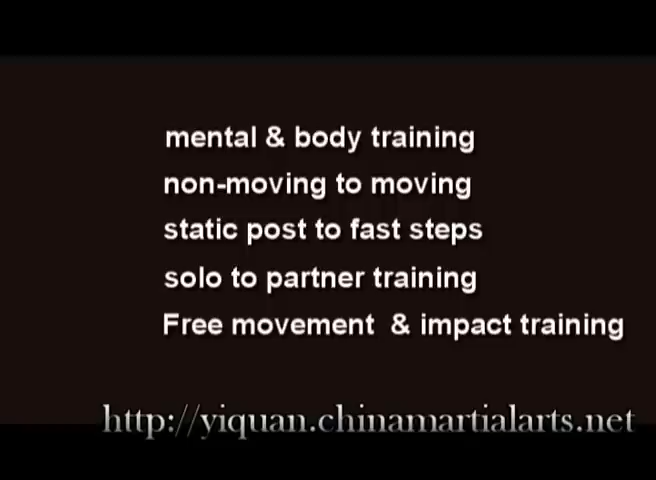 mental & body training
non-moving to moving
static post to fast steps
solo to partner training
Free movement & impact training
http://yiquan.chinamartialarts.net